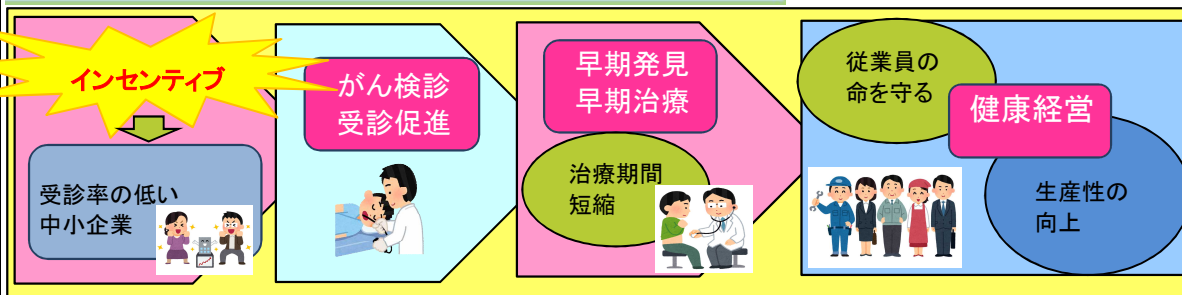 インセンティブ
受診率の低い
中小企業
がん検診
受診促進
早期発見
早期治療
治療期間
短縮
従業員の
命を守る
健康経営
生産性の
向上